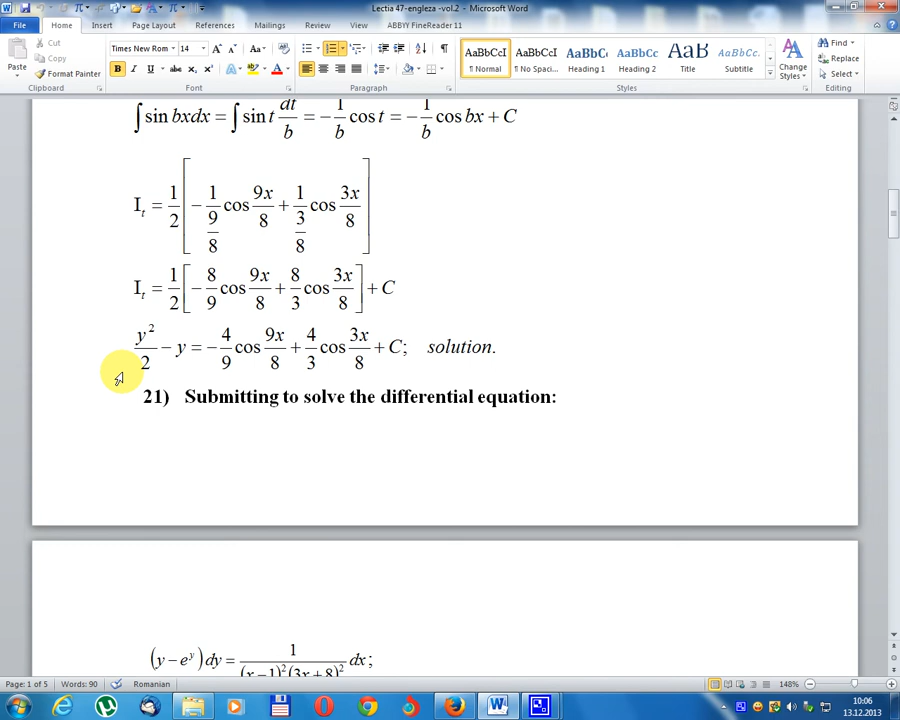 Lectia 47-engleza -vol.2 - Microsoft Word
File Home Insert Page Layout References Mailings Review View ABBYY FineReader 11
Cut
Copy
Format Painter
Paste
Clipboard
Times New Rom 14
B I U abc x₂ x²
Font
Paragraph
AaBbCcI AaBbCcI AaBbCc AaBbCc AaB AaBbCc.
¶ Normal ¶ No Spaci... Heading 1 Heading 2 Title Subtitle
Change Styles
Styles
Find
Replace
Select
Editing
∫ sin bxdx = ∫ sin t dt/b = −1/b cos t = −1/b cos bx + C
I_t = 1/2 [ − 1/(9/8) cos 9x/8 + 1/(3/8) cos 3x/8 ]
I_t = 1/2 [ − 8/9 cos 9x/8 + 8/3 cos 3x/8 ] + C
y²/2 − y = − 4/9 cos 9x/8 + 4/3 cos 3x/8 + C; solution.
21) Submitting to solve the differential equation:
(y − e^y) dy = 1/((x − 1)²(3x + 8)²) dx;
Page: 1 of 5 Words: 90 Romanian 148%
10:06
13.12.2013